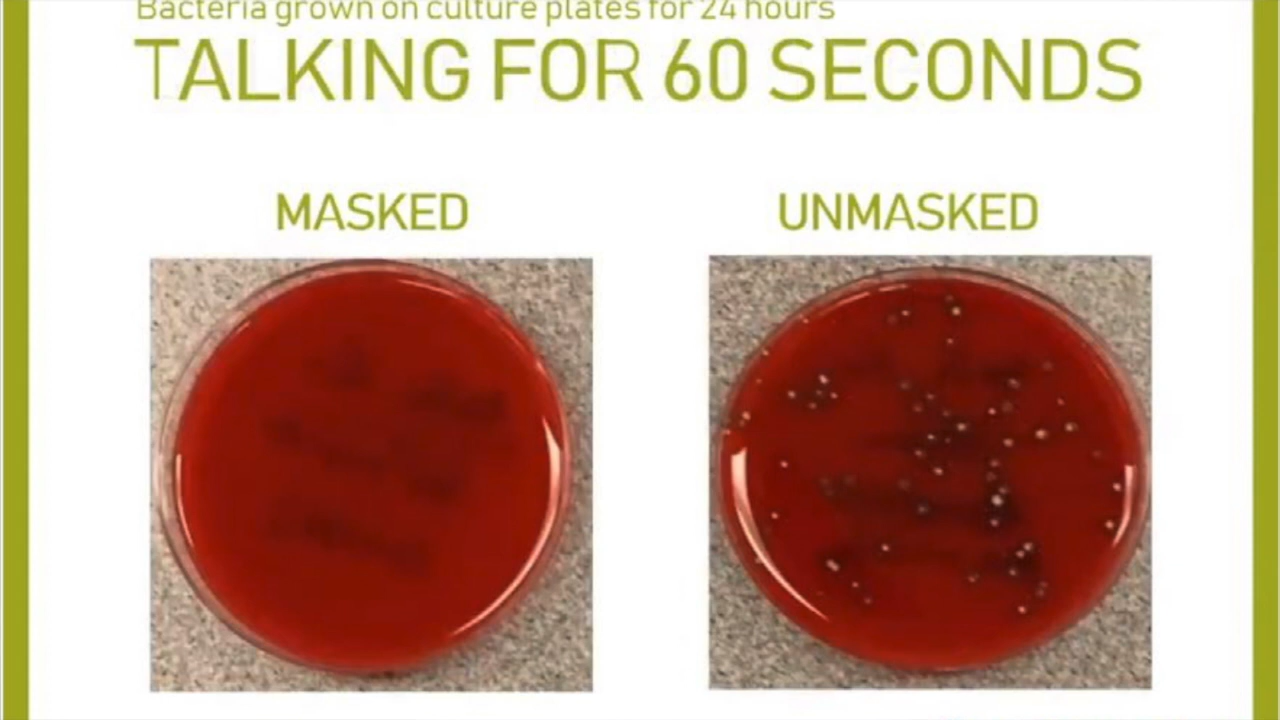 Bacteria grown on culture plates for 24 hours
TALKING FOR 60 SECONDS
MASKED
UNMASKED